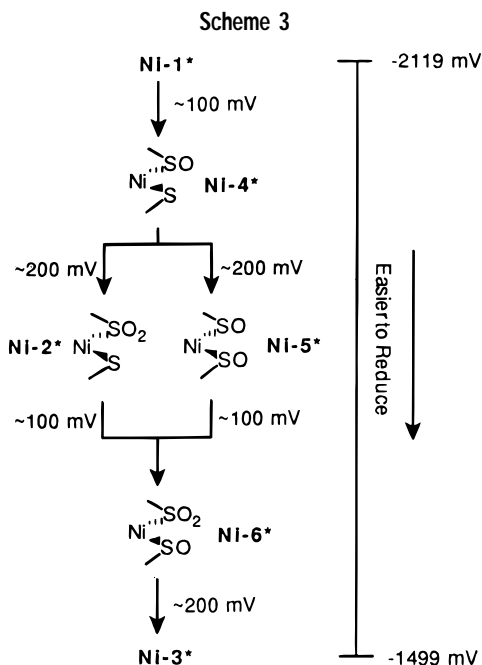 Scheme 3
Ni-1*
-2119 mV
~100 mV
SO
Ni
S
Ni-4*
~200 mV
~200 mV
Ni-2*
Ni
SO2
S
SO
Ni
SO
Ni-5*
~100 mV
~100 mV
SO2
Ni
SO
Ni-6*
~200 mV
Ni-3*
-1499 mV
Easier to Reduce